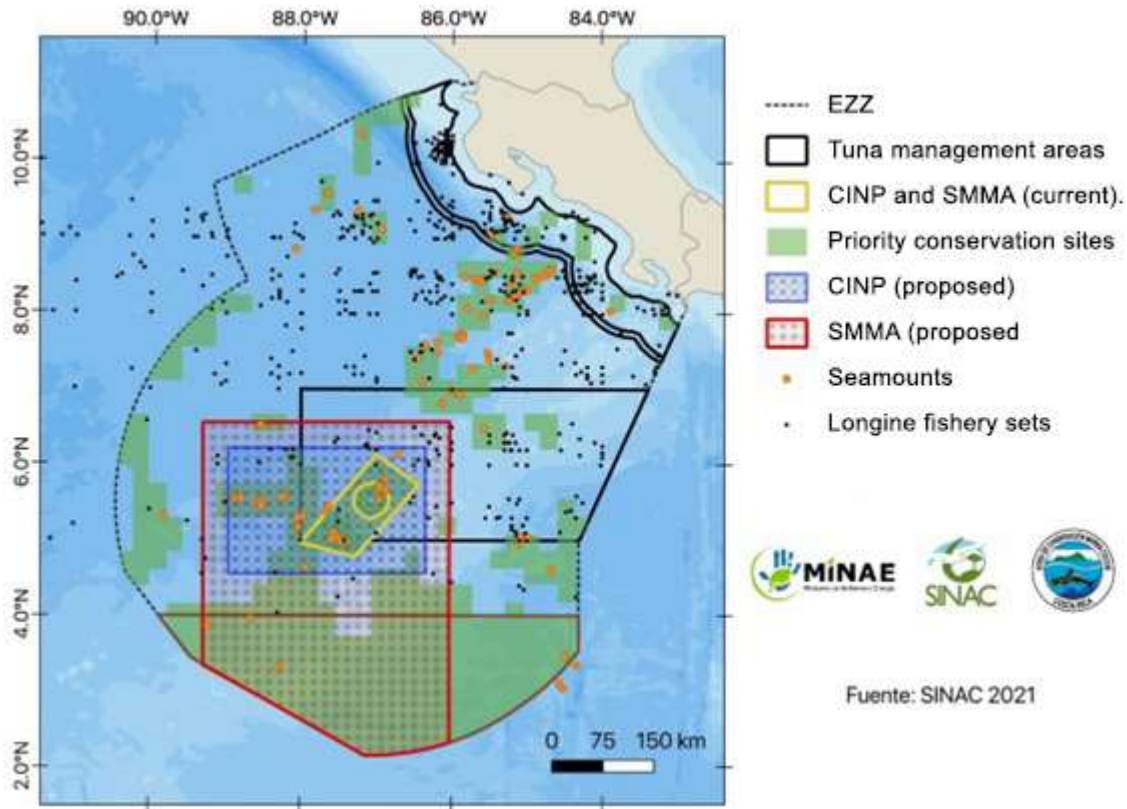 90.0°W 88.0°W 86.0°W 84.0°W
10.0°N
8.0°N
6.0°N
4.0°N
2.0°N
0 75 150 km
EZZ
Tuna management areas
CINP and SMMA (current).
Priority conservation sites
CINP (proposed)
SMMA (proposed
Seamounts
Longine fishery sets
MINAE
SINAC
COSTA RICA
Fuente: SINAC 2021